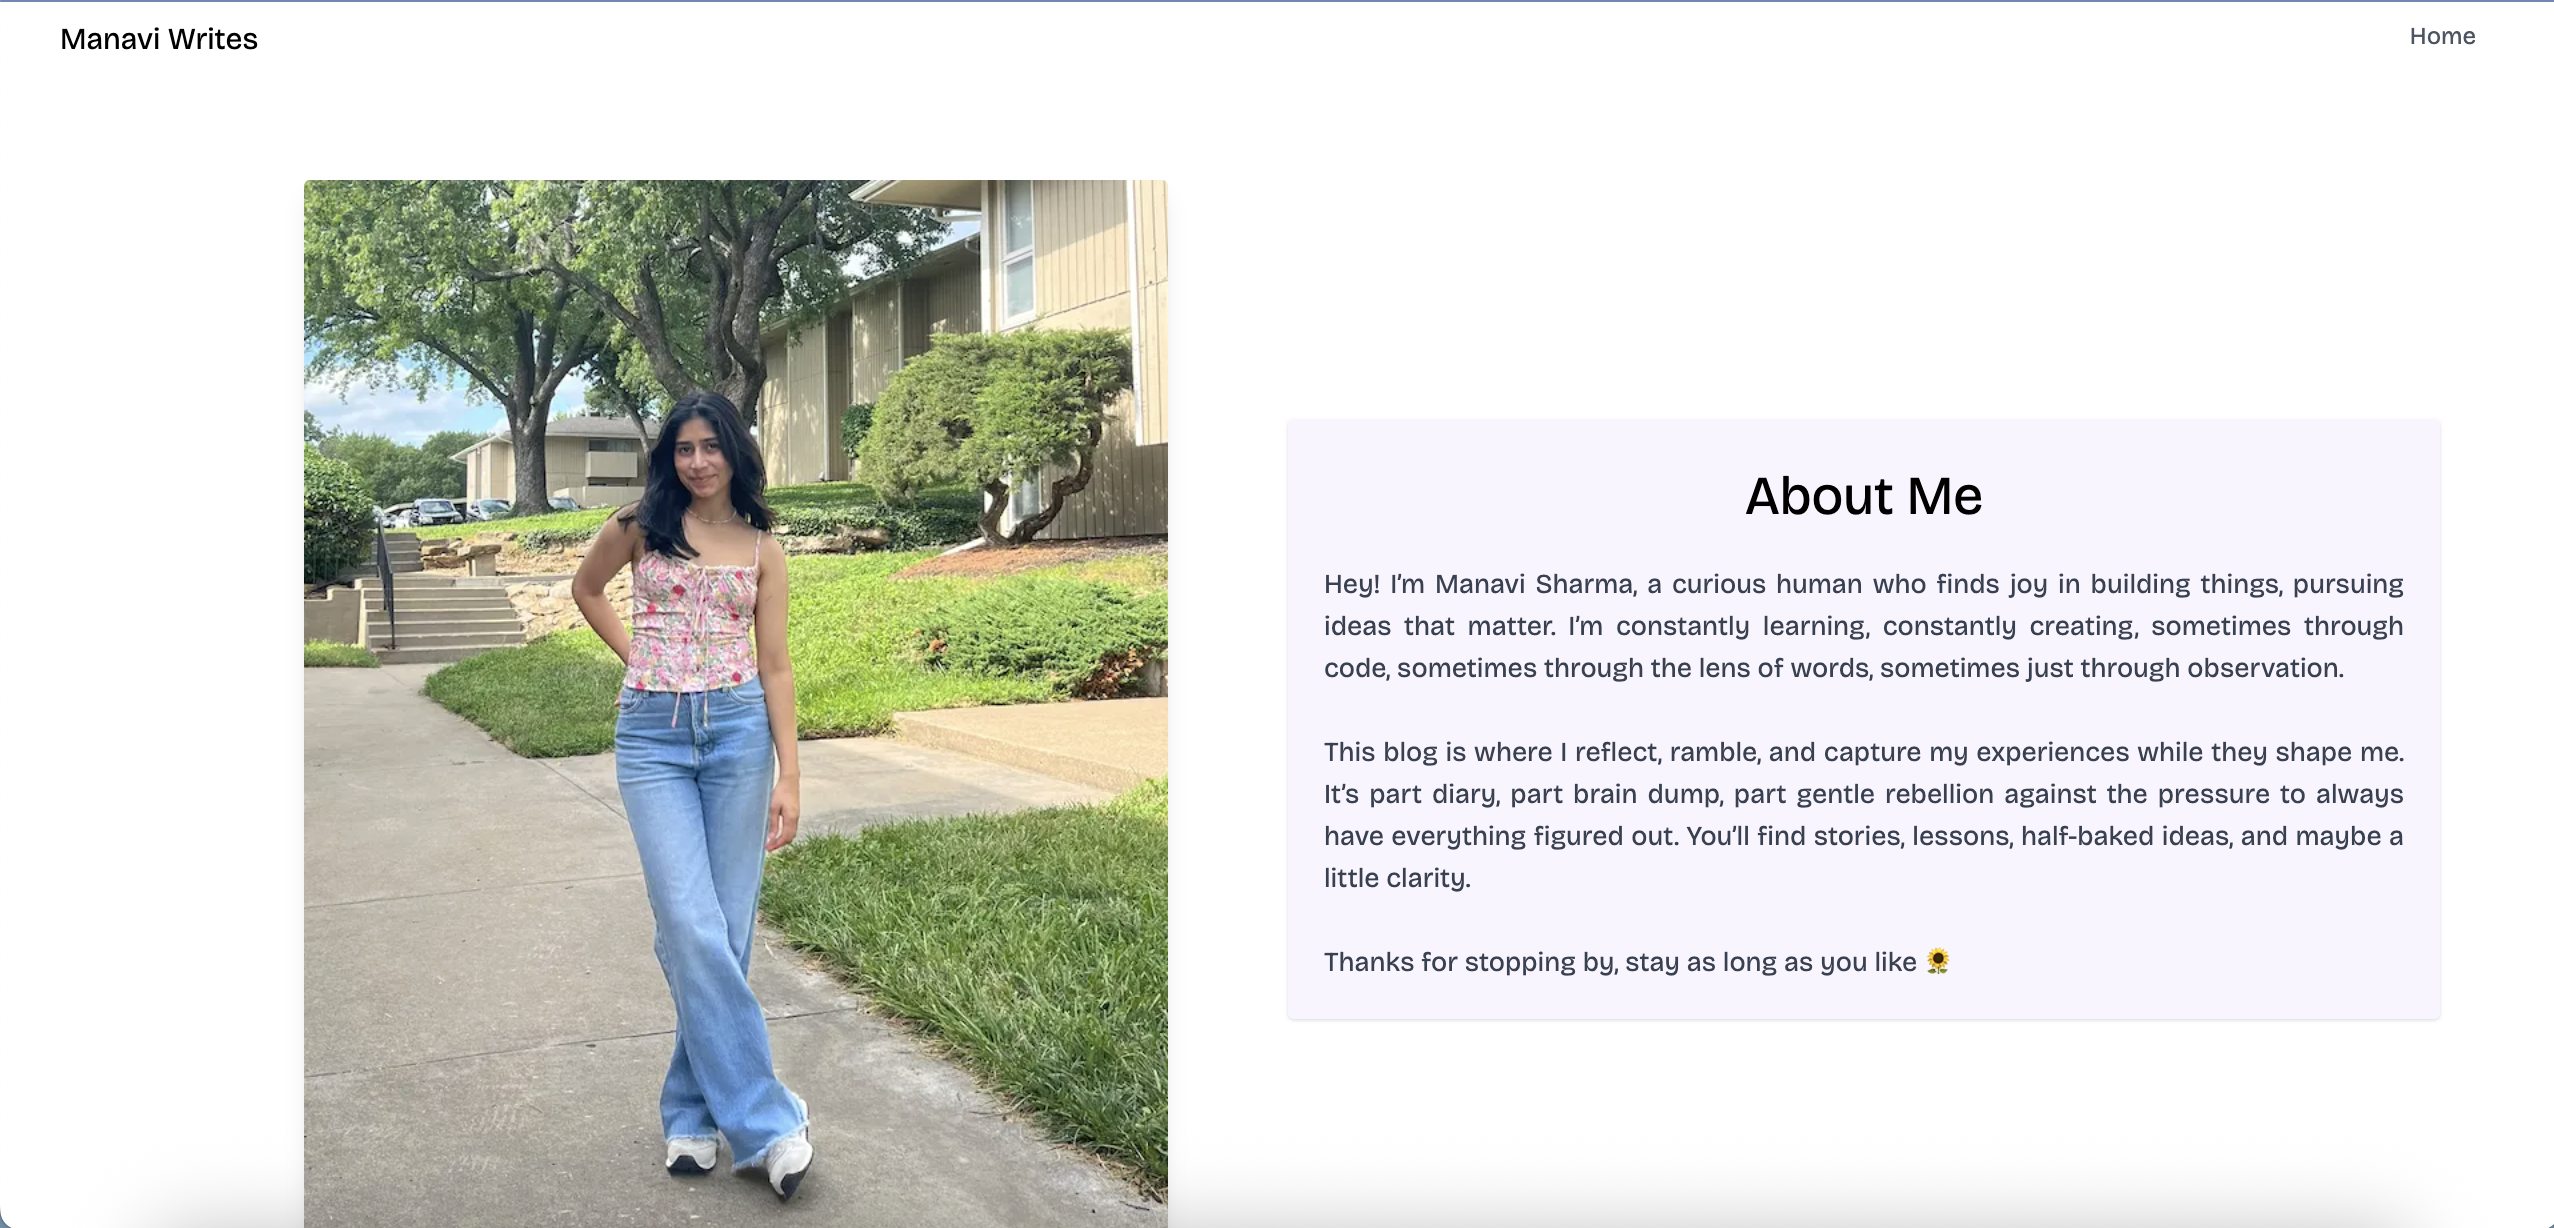 Manavi Writes
Home
About Me
Hey! I’m Manavi Sharma, a curious human who finds joy in building things, pursuing
ideas that matter. I’m constantly learning, constantly creating, sometimes through
code, sometimes through the lens of words, sometimes just through observation.
This blog is where I reflect, ramble, and capture my experiences while they shape me.
It’s part diary, part brain dump, part gentle rebellion against the pressure to always
have everything figured out. You’ll find stories, lessons, half-baked ideas, and maybe a
little clarity.
Thanks for stopping by, stay as long as you like 🌻